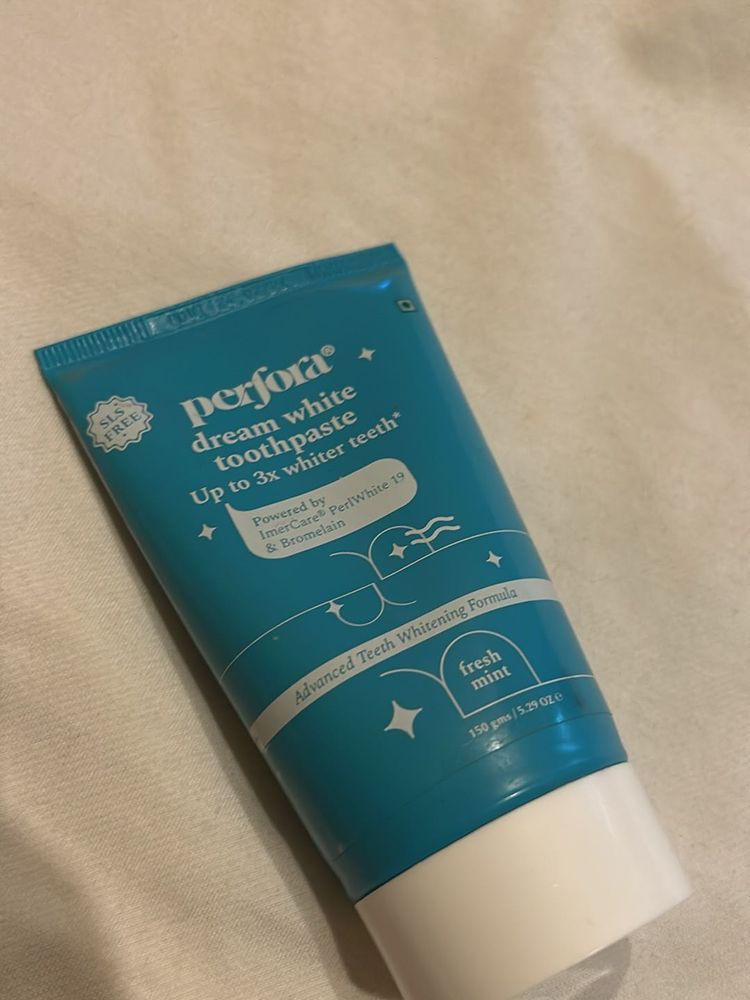 perfora®
dream white
toothpaste
Up to 3x whiter teeth*
SLS
FREE
Powered by
ImerCare® PerlWhite 19
& Bromelain
Advanced Teeth Whitening Formula
fresh
mint
150 gms | 5.29 OZ ℮